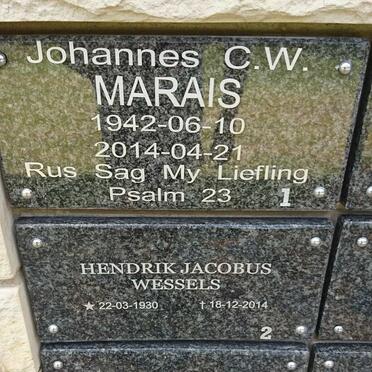 Johannes C.W.
MARAIS
1942-06-10
2014-04-21
Rus Sag My Liefling
Psalm 23 1
HENDRIK JACOBUS
WESSELS
★ 22-03-1930 † 18-12-2014
2